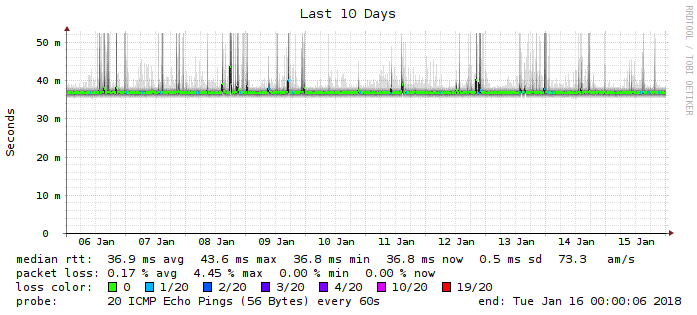 Last 10 Days
RRDTOOL / TOBI OETIKER
Seconds
50 m
40 m
30 m
20 m
10 m
0
06 Jan 07 Jan 08 Jan 09 Jan 10 Jan 11 Jan 12 Jan 13 Jan 14 Jan 15 Jan
median rtt: 36.9 ms avg 43.6 ms max 36.8 ms min 36.8 ms now 0.5 ms sd 73.3 am/s
packet loss: 0.17 % avg 4.45 % max 0.00 % min 0.00 % now
loss color: 0 1/20 2/20 3/20 4/20 10/20 19/20
probe: 20 ICMP Echo Pings (56 Bytes) every 60s end: Tue Jan 16 00:00:06 2018